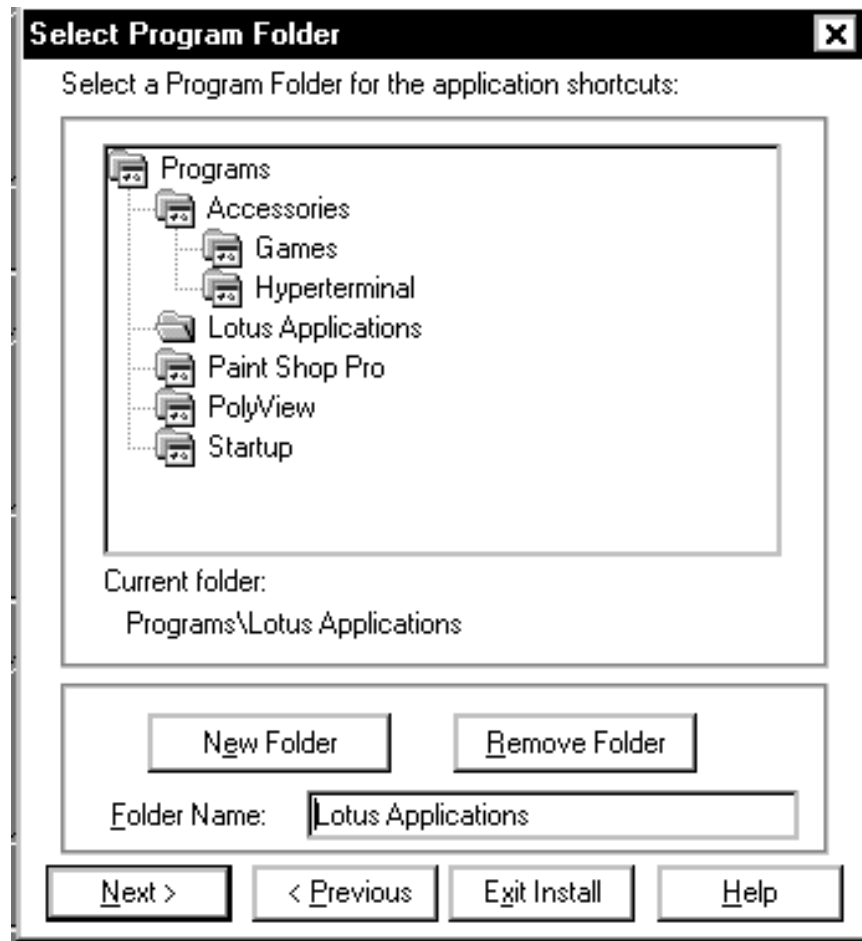 Select Program Folder
Select a Program Folder for the application shortcuts:
Programs
Accessories
Games
Hyperterminal
Lotus Applications
Paint Shop Pro
PolyView
Startup
Current folder:
Programs\Lotus Applications
New Folder Remove Folder
Folder Name: Lotus Applications
Next > < Previous Exit Install Help